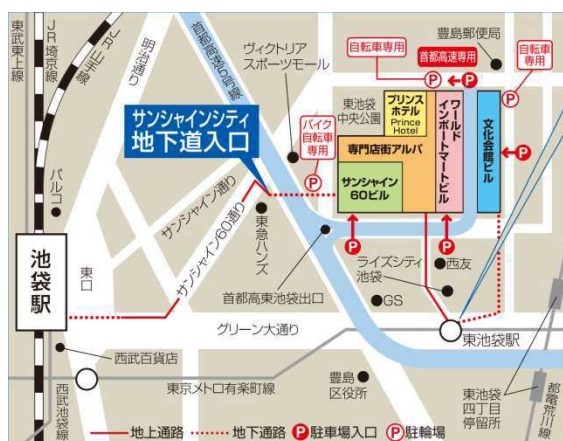 東武東上線
JR埼京線
JR山手線
明治通り
首都高速5号線
豊島郵便局
自転車専用
首都高速専用
自転車
専用
ヴィクトリア
スポーツモール
東池袋
中央公園
プリンス
ホテル
Prince
Hotel
ワールド
インポートマートビル
文化会館ビル
サンシャインシティ
地下道入口
バイク
自転車
専用
専門店街アルパ
サンシャイン
60ビル
パルコ
サンシャイン通り
サンシャイン60通り
東急ハンズ
池袋駅
東口
首都高東池袋出口
ライズシティ
池袋
西友
GS
グリーン大通り
東池袋駅
西武百貨店
西武池袋線
東京メトロ有楽町線
豊島
区役所
東池袋
四丁目
停留所
都電荒川線
地上通路
地下通路
P駐車場入口
P駐輪場